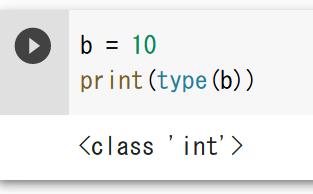 b = 10
print(type(b))
<class 'int'>